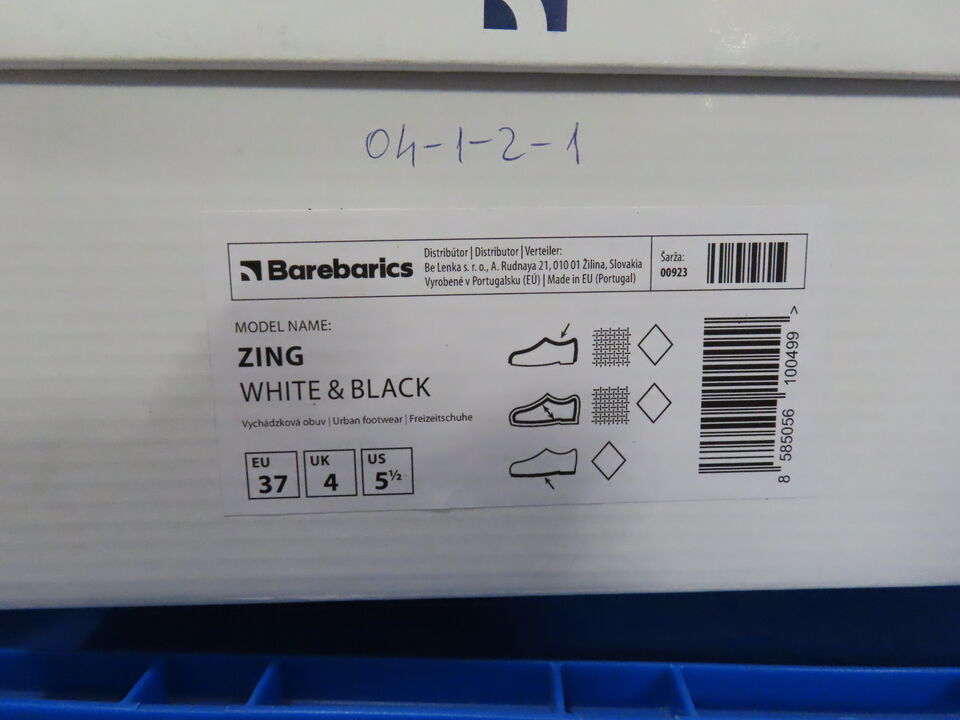 04-1-2-1
Barebarics
Distribútor | Distributor | Verteiler:
Be Lenka s. r. o., A. Rudnaya 21, 010 01 Žilina, Slovakia
Vyrobené v Portugalsku (EÚ) | Made in EU (Portugal)
Šarža:
00923
MODEL NAME:
ZING
WHITE & BLACK
Vychádzková obuv | Urban footwear | Freizeitschuhe
EU
37
UK
4
US
5½
8 585056 100499 >